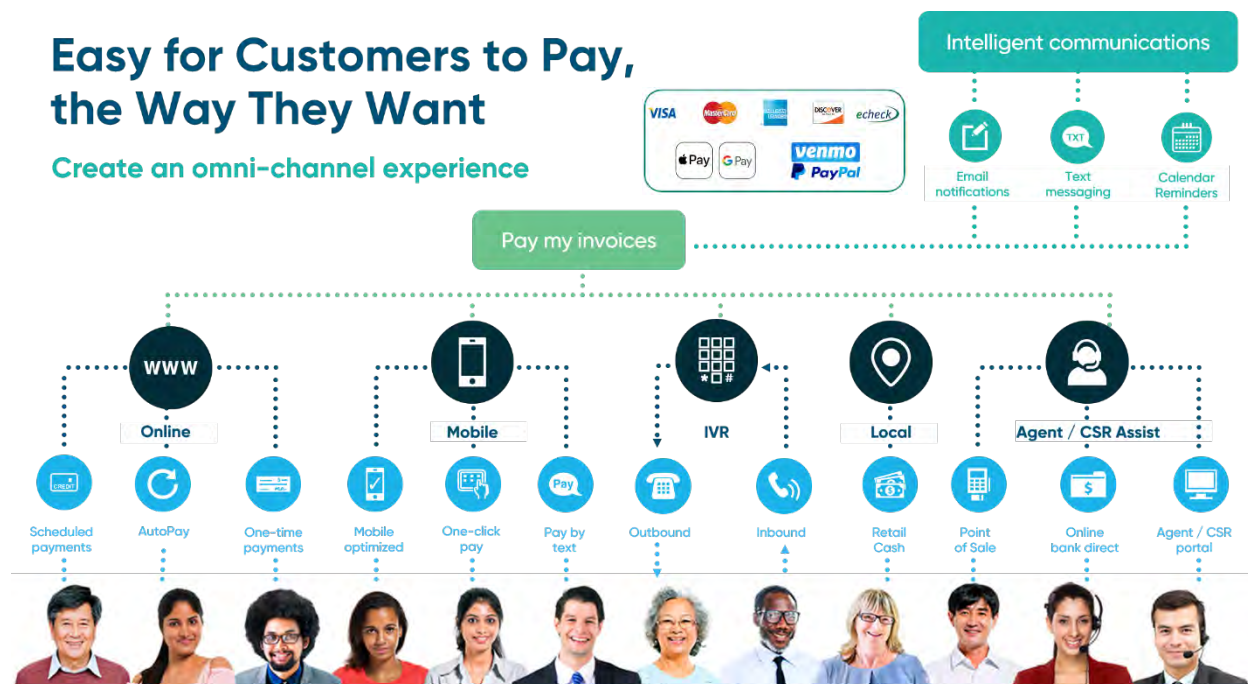 Easy for Customers to Pay,
the Way They Want
Create an omni-channel experience
VISA
MasterCard
DISCOVER
echeck
Pay
G Pay
venmo
PayPal
Intelligent communications
TXT
Email
notifications
Text
messaging
Calendar
Reminders
Pay my invoices
www
* #
Online
Mobile
IVR
Local
Agent / CSR Assist
CREDIT
Pay
$
$
Scheduled
payments
AutoPay
One-time
payments
Mobile
optimized
One-click
pay
Pay by
text
Outbound
Inbound
Retail
Cash
Point
of Sale
Online
bank direct
Agent / CSR
portal